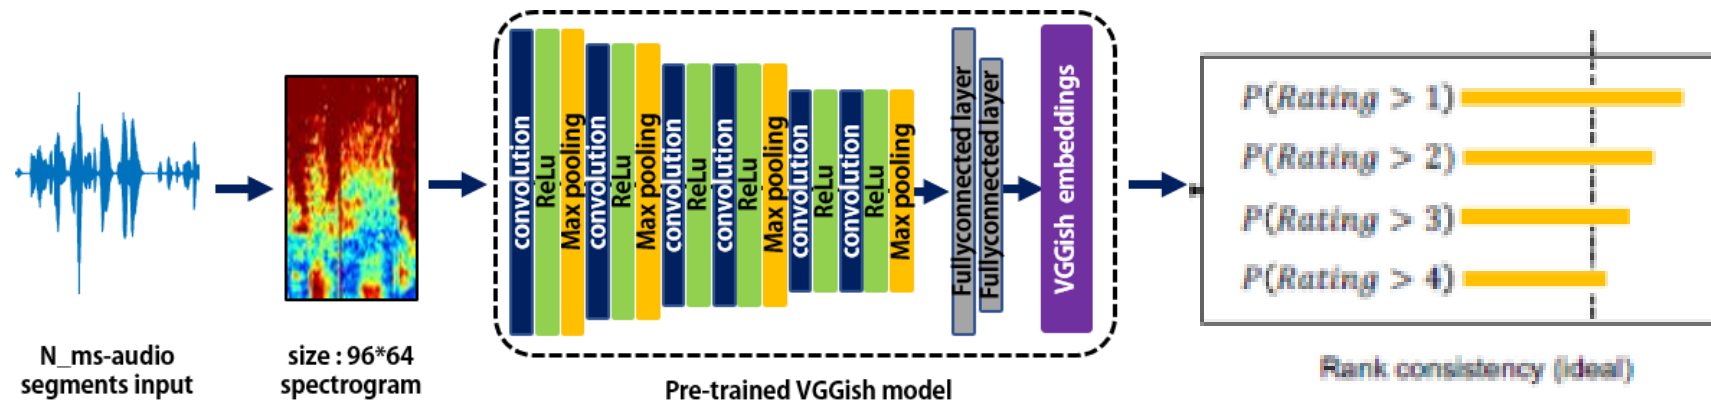 N_ms-audio
segments input
size : 96*64
spectrogram
convolution
ReLu
Max pooling
convolution
ReLu
Max pooling
convolution
ReLu
convolution
ReLu
Max pooling
convolution
ReLu
convolution
ReLu
Max pooling
Fullyconnected layer
Fullyconnected layer
VGGish embeddings
Pre-trained VGGish model
P(Rating > 1)
P(Rating > 2)
P(Rating > 3)
P(Rating > 4)
Rank consistency (ideal)